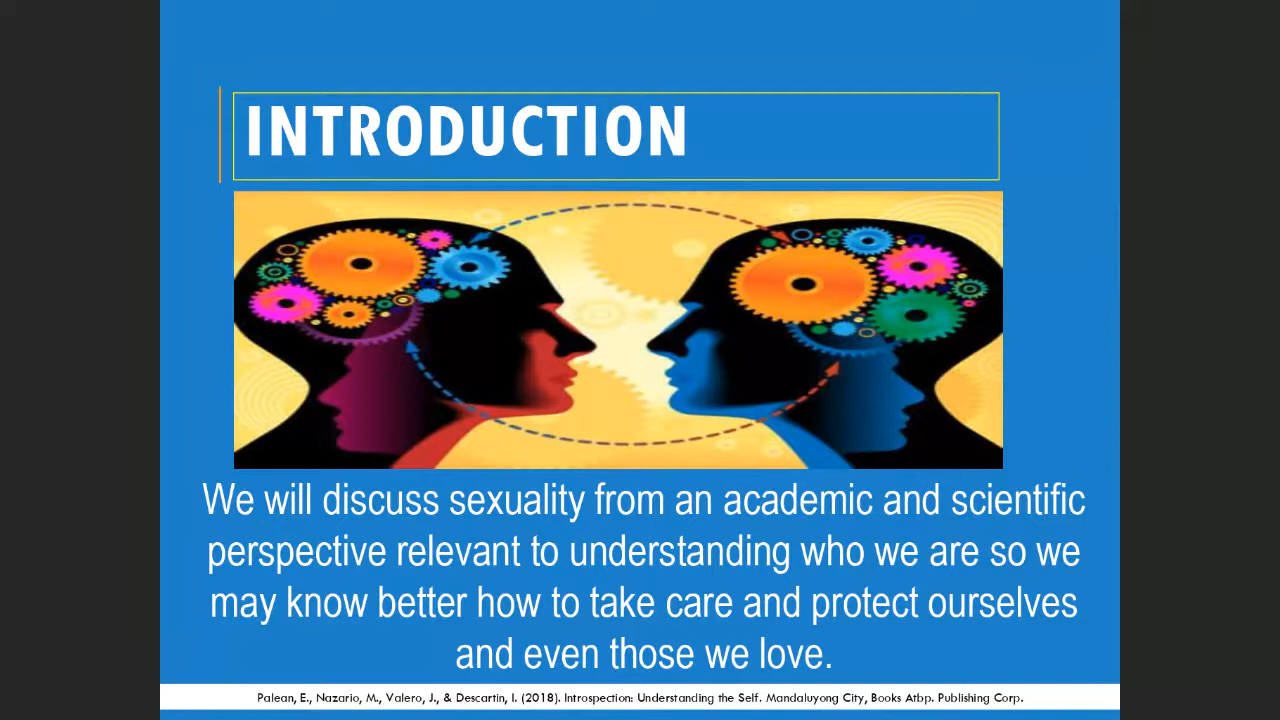 INTRODUCTION
We will discuss sexuality from an academic and scientific
perspective relevant to understanding who we are so we
may know better how to take care and protect ourselves
and even those we love.
Palean, E., Nazario, M., Valero, J., & Descartin, I. (2018). Introspection: Understanding the Self. Mandaluyong City, Books Atbp. Publishing Corp.